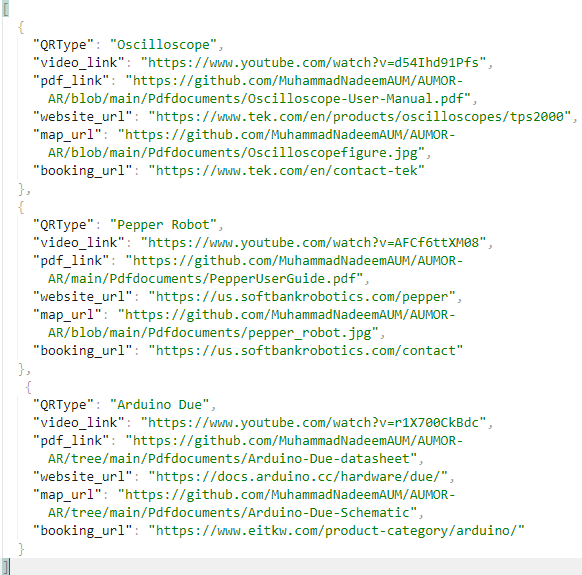 [
{
"QRType": "Oscilloscope",
"video_link": "https://www.youtube.com/watch?v=d54Ihd91Pfs",
"pdf_link": "https://github.com/MuhammadNadeemAUM/AUMOR-
AR/blob/main/Pdfdocuments/Oscilloscope-User-Manual.pdf",
"website_url": "https://www.tek.com/en/products/oscilloscopes/tps2000",
"map_url": "https://github.com/MuhammadNadeemAUM/AUMOR-
AR/blob/main/Pdfdocuments/Oscilloscopefigure.jpg",
"booking_url": "https://www.tek.com/en/contact-tek"
},
{
"QRType": "Pepper Robot",
"video_link": "https://www.youtube.com/watch?v=AFCf6ttXM08",
"pdf_link": "https://github.com/MuhammadNadeemAUM/AUMOR-
AR/main/Pdfdocuments/PepperUserGuide.pdf",
"website_url": "https://us.softbankrobotics.com/pepper",
"map_url": "https://github.com/MuhammadNadeemAUM/AUMOR-
AR/blob/main/Pdfdocuments/pepper_robot.jpg",
"booking_url": "https://us.softbankrobotics.com/contact"
},
{
"QRType": "Arduino Due",
"video_link": "https://www.youtube.com/watch?v=r1X700CkBdc",
"pdf_link": "https://github.com/MuhammadNadeemAUM/AUMOR-
AR/tree/main/Pdfdocuments/Arduino-Due-datasheet",
"website_url": "https://docs.arduino.cc/hardware/due/",
"map_url": "https://github.com/MuhammadNadeemAUM/AUMOR-
AR/tree/main/Pdfdocuments/Arduino-Due-Schematic",
"booking_url": "https://www.eitkw.com/product-category/arduino/"
}
]